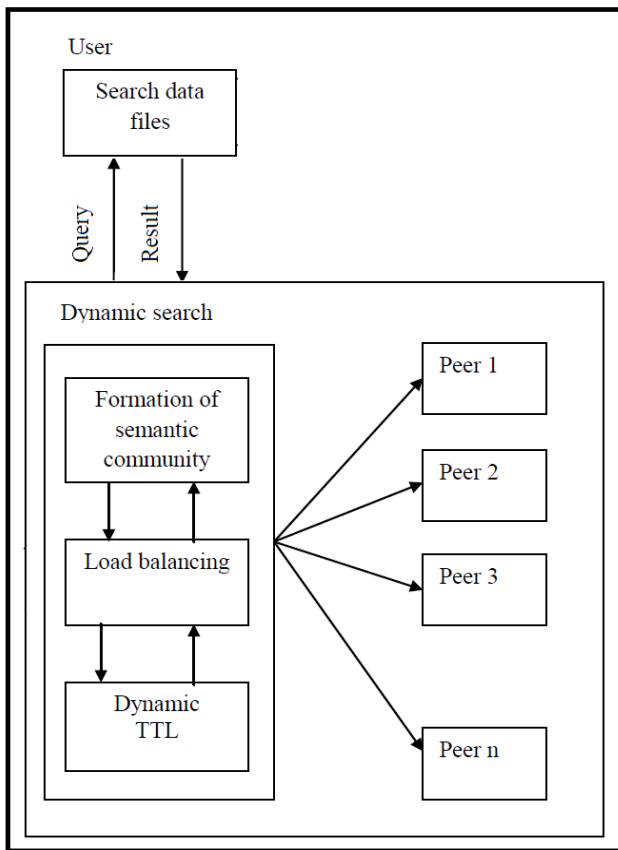 User
Search data
files
Query
Result
Dynamic search
Formation of
semantic
community
Load balancing
Dynamic
TTL
Peer 1
Peer 2
Peer 3
Peer n